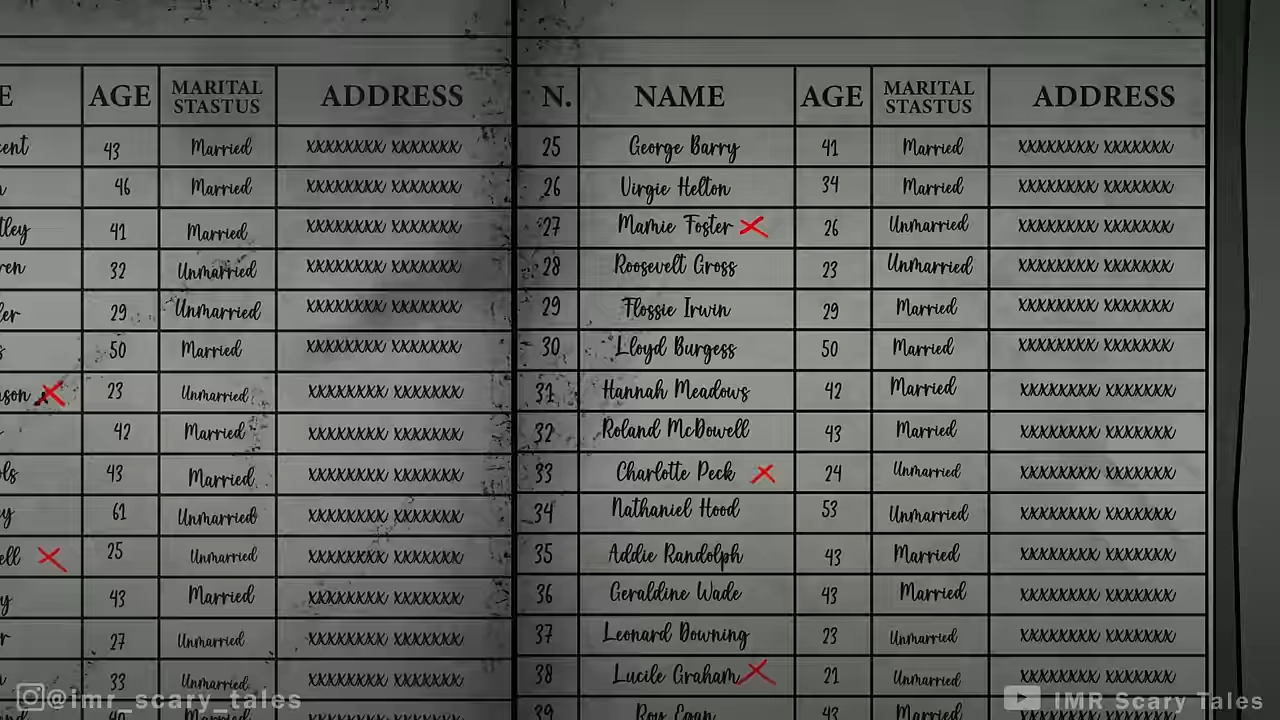 E AGE MARITAL STASTUS ADDRESS
cent 43 Married XXXXXXXX XXXXXXX
46 Married XXXXXXXX XXXXXXX
tley 41 Married XXXXXXXX XXXXXXX
ren 32 Unmarried XXXXXXXX XXXXXXX
ler 29 Unmarried XXXXXXXX XXXXXXX
s 50 Married XXXXXXXX XXXXXXX
nson 23 Unmarried XXXXXXXX XXXXXXX
42 Married XXXXXXXX XXXXXXX
ols 43 Married XXXXXXXX XXXXXXX
y 61 Unmarried XXXXXXXX XXXXXXX
ell 25 Unmarried XXXXXXXX XXXXXXX
y 43 Married XXXXXXXX XXXXXXX
r 27 Unmarried XXXXXXXX XXXXXXX
33 Unmarried XXXXXXXX XXXXXXX
N. NAME AGE MARITAL STASTUS ADDRESS
25 George Barry 41 Married XXXXXXXX XXXXXXX
26 Virgie Helton 34 Married XXXXXXXX XXXXXXX
27 Mamie Foster 26 Unmarried XXXXXXXX XXXXXXX
28 Roosevelt Gross 23 Unmarried XXXXXXXX XXXXXXX
29 Flossie Irwin 29 Married XXXXXXXX XXXXXXX
30 Lloyd Burgess 50 Married XXXXXXXX XXXXXXX
31 Hannah Meadows 42 Married XXXXXXXX XXXXXXX
32 Roland McDowell 43 Married XXXXXXXX XXXXXXX
33 Charlotte Peck 24 Unmarried XXXXXXXX XXXXXXX
34 Nathaniel Hood 53 Unmarried XXXXXXXX XXXXXXX
35 Addie Randolph 43 Married XXXXXXXX XXXXXXX
36 Geraldine Wade 43 Married XXXXXXXX XXXXXXX
37 Leonard Downing 23 Unmarried XXXXXXXX XXXXXXX
38 Lucile Graham 21 Unmarried XXXXXXXX XXXXXXX
39 Roy Egan 43 Married
@imr_scary_tales
IMR Scary Tales